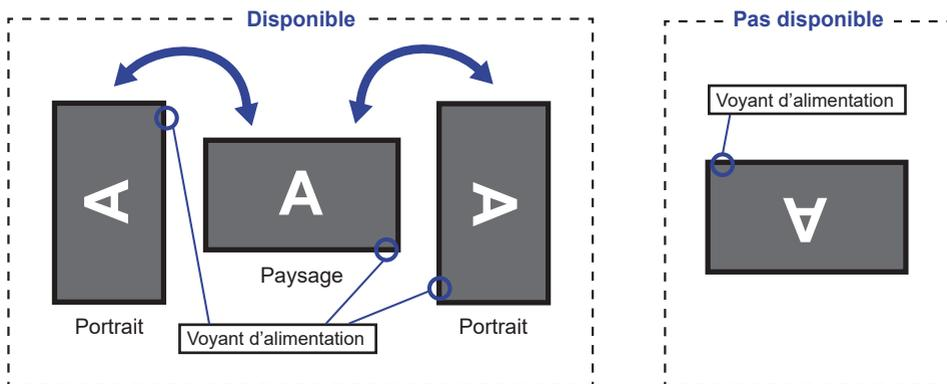 Disponible
A
A
A
Paysage
Portrait
Portrait
Voyant d'alimentation
Pas disponible
Voyant d'alimentation
A